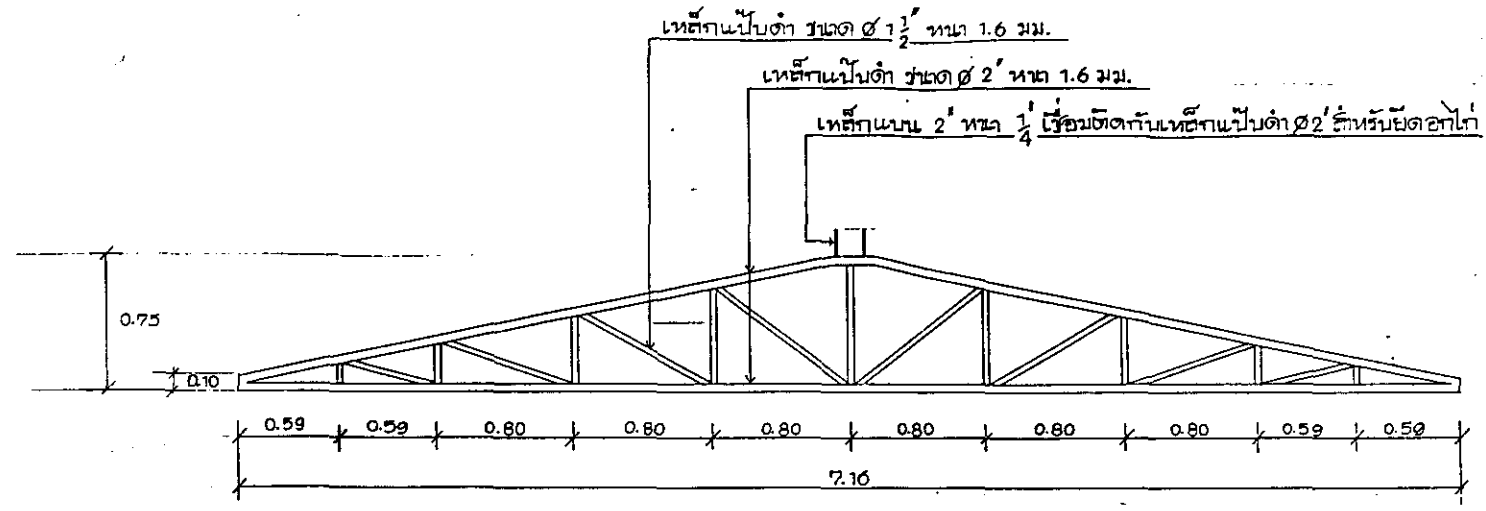 เหล็กแป๊บดำ ขนาด Ø 1 1/2" หนา 1.6 มม.
เหล็กแป๊บดำ ขนาด Ø 2" หนา 1.6 มม.
เหล็กแบน 2" หนา 1/4" เชื่อมติดกับเหล็กแป๊บดำ Ø2" สำหรับยึดอกไก่
0.75
0.10
0.59 0.59 0.80 0.80 0.80 0.80 0.80 0.80 0.59 0.59
7.16